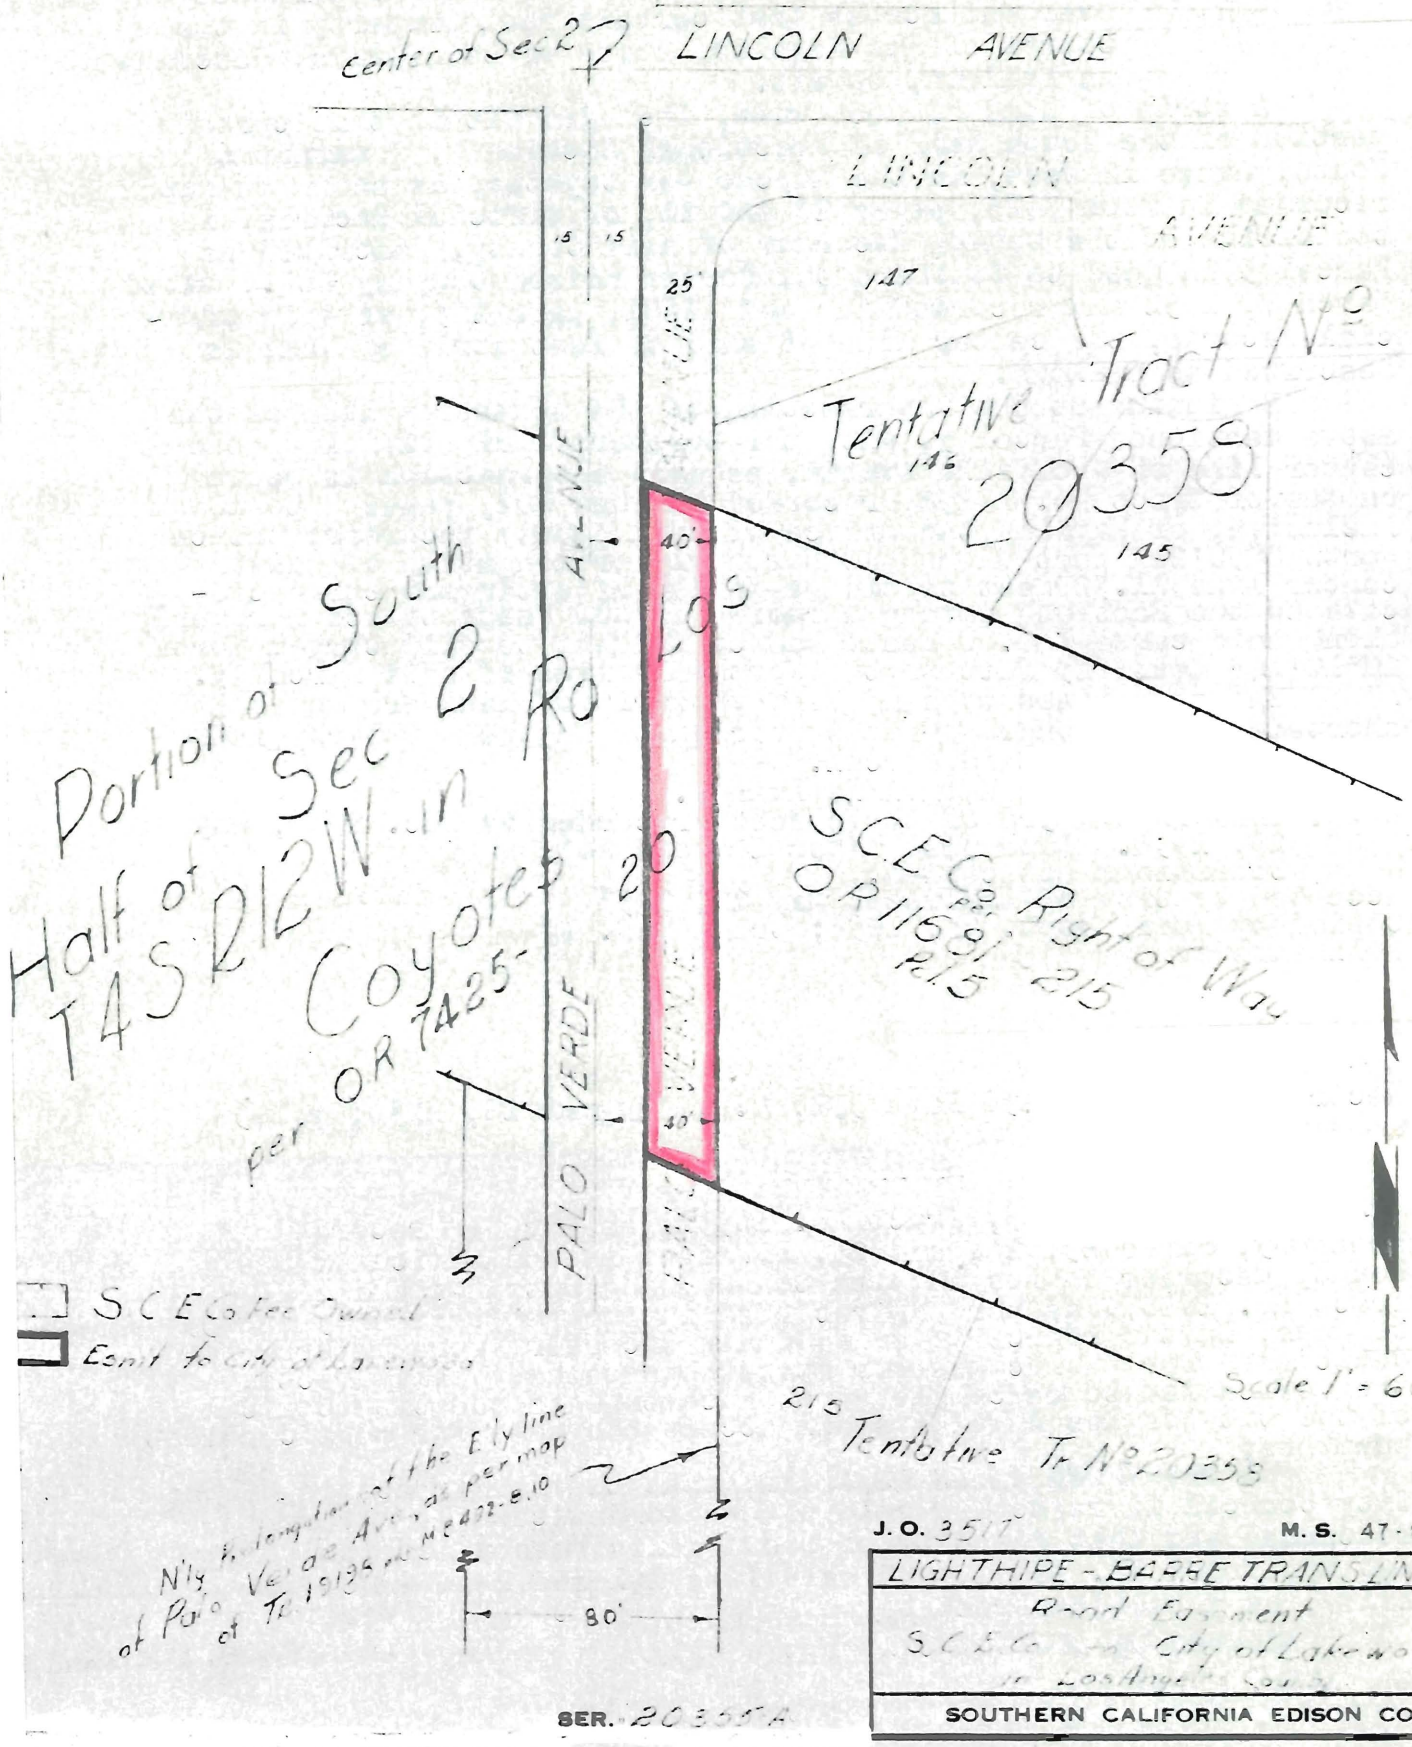 Center of Sec 2
LINCOLN AVENUE
LINCOLN
AVENUE
15 15
25'
147
AVENUE
AVENUE
Tentative Tract Nº
20358
146
145
40'
Portion of South
Half of Sec 2
T4S R12W in Ro
Los
Coyotes
per OR 7425-
20
S.C.E. Co. Right of Way
OR 11681-215
Pcl. 5
VERDE
PALO VERDE
40'
S C E Co Fee Owned
Esmt to City of Lakewood
Scale 1" = 6
215
Tentative Tr Nº 20358
N'ly Prolongation of the E'ly line
of Palo Verde Ave. as per map
of Tr. 19198
80'
J.O. 3517
M.S. 47-
LIGHTHIPE - BARRE TRANS LIN
Road Easement
S.C.E.Co. to City of Lakewo
in Los Angeles County
SOUTHERN CALIFORNIA EDISON CO
SER. 20355A